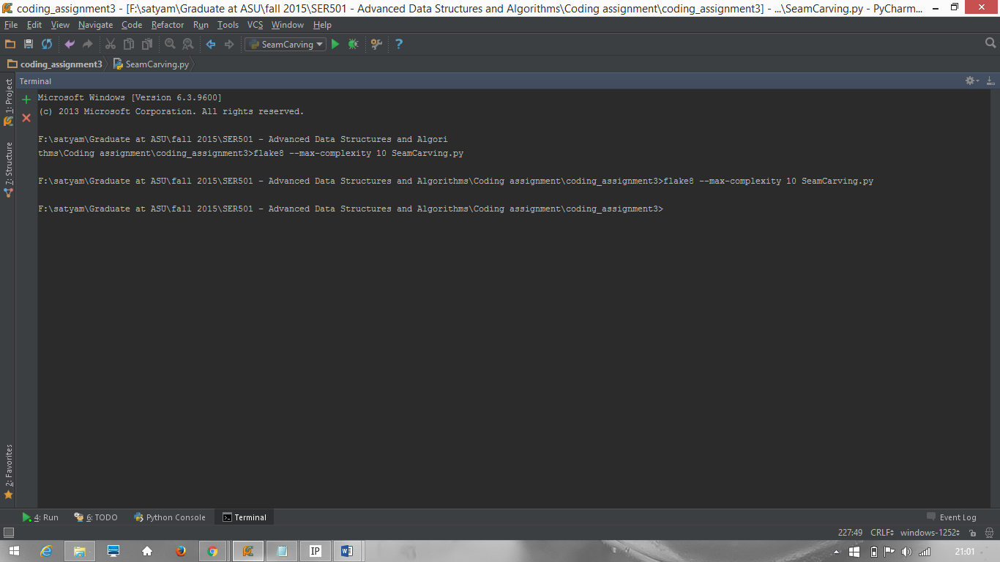 coding_assignment3 - [F:\satyam\Graduate at ASU\fall 2015\SER501 - Advanced Data Structures and Algorithms\Coding assignment\coding_assignment3] - ...\SeamCarving.py - PyCharm...
File Edit View Navigate Code Refactor Run Tools VCS Window Help
SeamCarving
coding_assignment3 SeamCarving.py
Terminal
1: Project
7: Structure
2: Favorites
Microsoft Windows [Version 6.3.9600]
(c) 2013 Microsoft Corporation. All rights reserved.
F:\satyam\Graduate at ASU\fall 2015\SER501 - Advanced Data Structures and Algori
thms\Coding assignment\coding_assignment3>flake8 --max-complexity 10 SeamCarving.py
F:\satyam\Graduate at ASU\fall 2015\SER501 - Advanced Data Structures and Algorithms\Coding assignment\coding_assignment3>flake8 --max-complexity 10 SeamCarving.py
F:\satyam\Graduate at ASU\fall 2015\SER501 - Advanced Data Structures and Algorithms\Coding assignment\coding_assignment3>
4: Run 6: TODO Python Console Terminal Event Log
227:49 CRLF windows-1252
IP 21:01